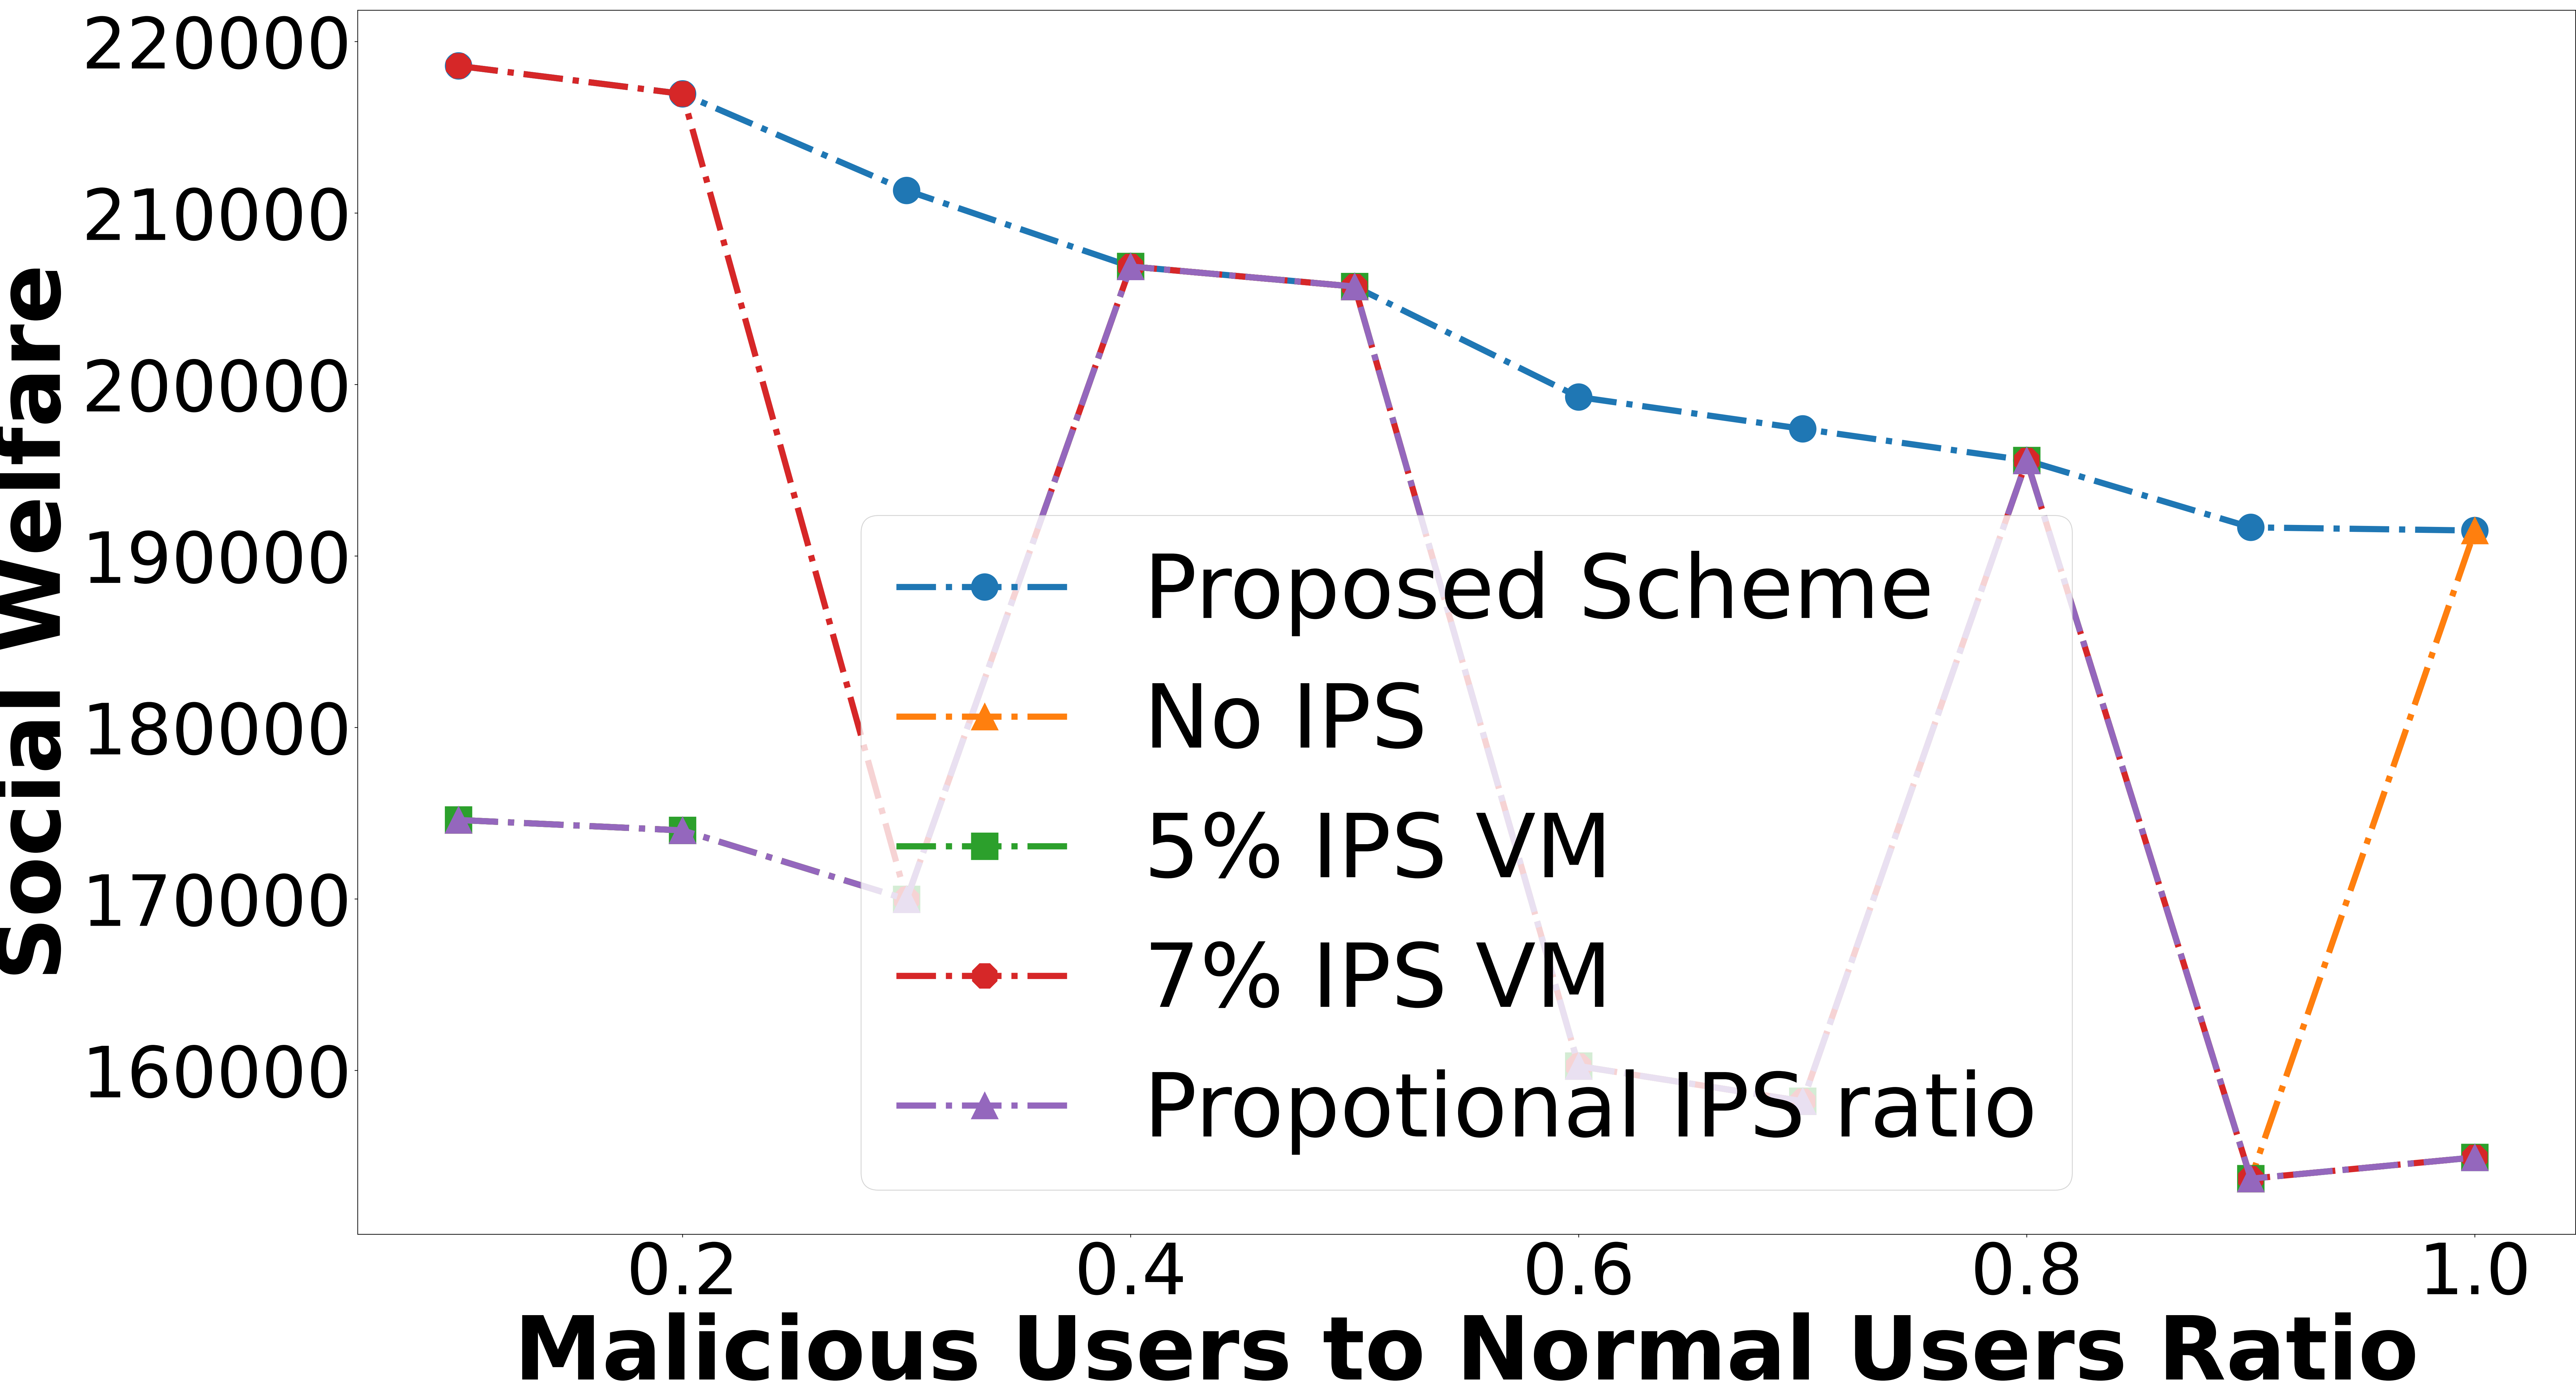 220000
210000
200000
190000
180000
170000
160000
Social Welfare
0.2
0.4
0.6
0.8
1.0
Malicious Users to Normal Users Ratio
Proposed Scheme
No IPS
5% IPS VM
7% IPS VM
Propotional IPS ratio